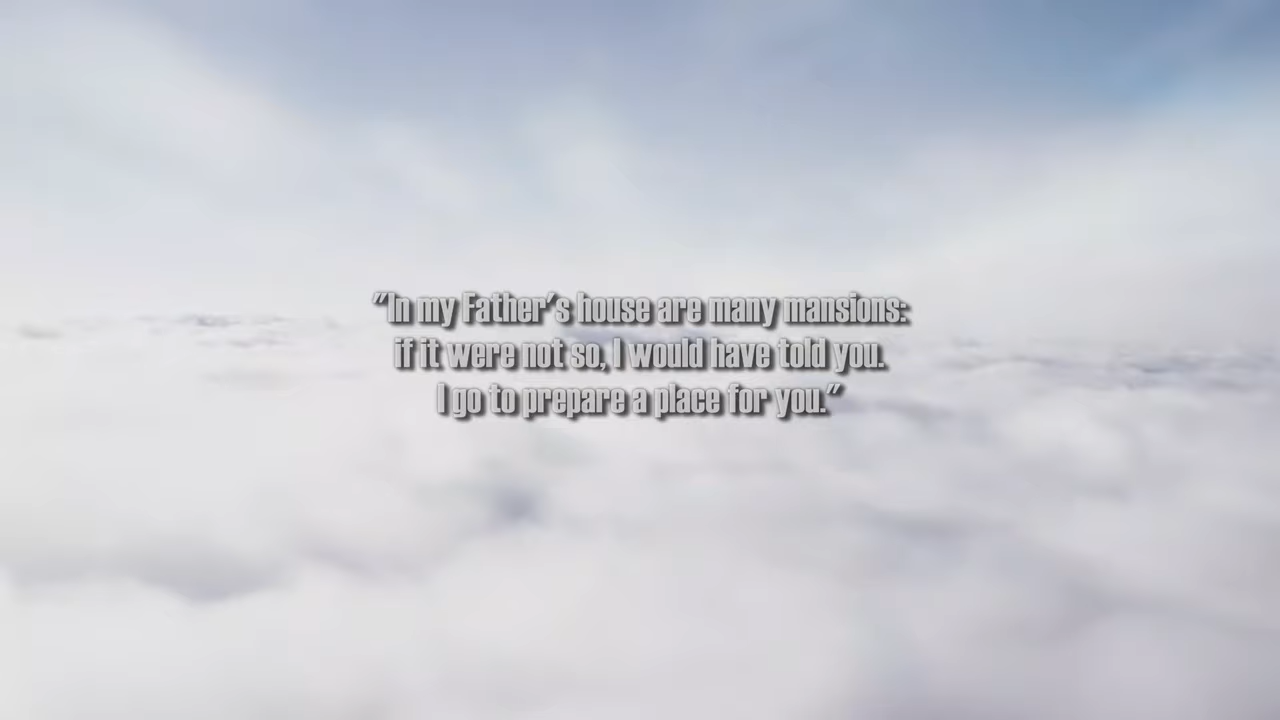 "In my Father's house are many mansions:
if it were not so, I would have told you.
I go to prepare a place for you."